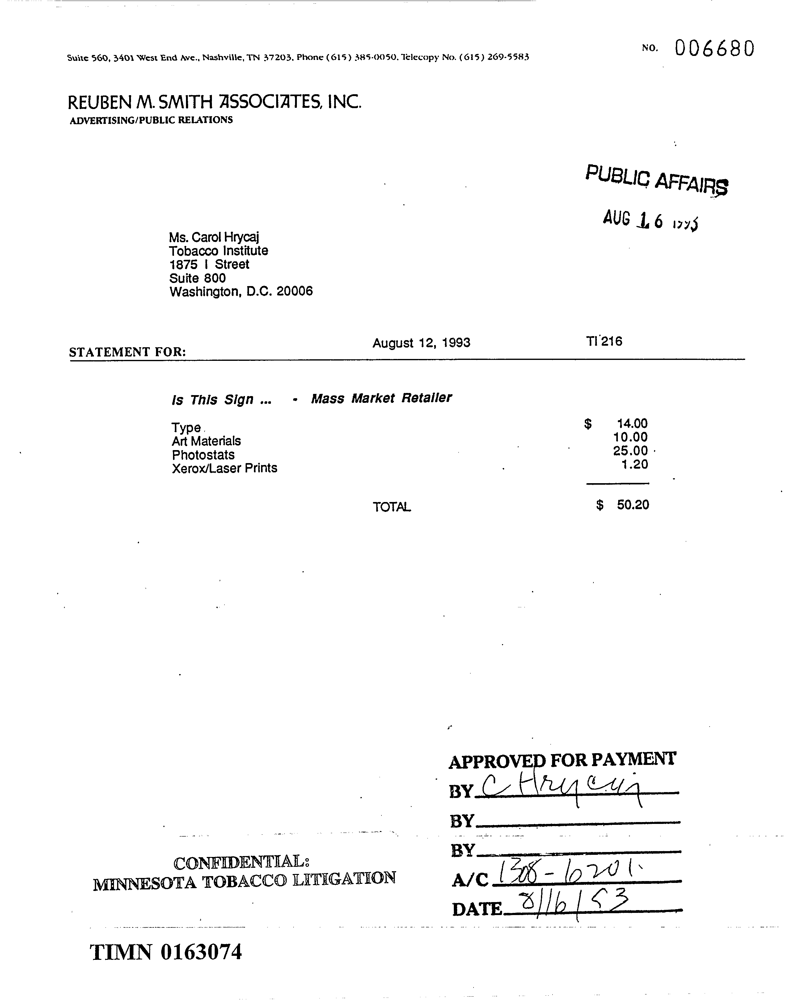 NO. 006680
Suite 560, 3401 West End Ave., Nashville, TN 37203, Phone (615) 385-0050, Telecopy No. (615) 269-5583
REUBEN M. SMITH ASSOCIATES, INC.
ADVERTISING/PUBLIC RELATIONS
PUBLIC AFFAIRS
AUG 16
Ms. Carol Hrycaj
Tobacco Institute
1875 I Street
Suite 800
Washington, D.C. 20006
STATEMENT FOR: August 12, 1993 TI 216
Is This Sign ... - Mass Market Retailer
Type $ 14.00
Art Materials 10.00
Photostats 25.00
Xerox/Laser Prints 1.20
TOTAL $ 50.20
APPROVED FOR PAYMENT
BY C Hrycaj
BY
BY
A/C 1308-6201
DATE 8/16/93
CONFIDENTIAL:
MINNESOTA TOBACCO LITIGATION
TIMN 0163074